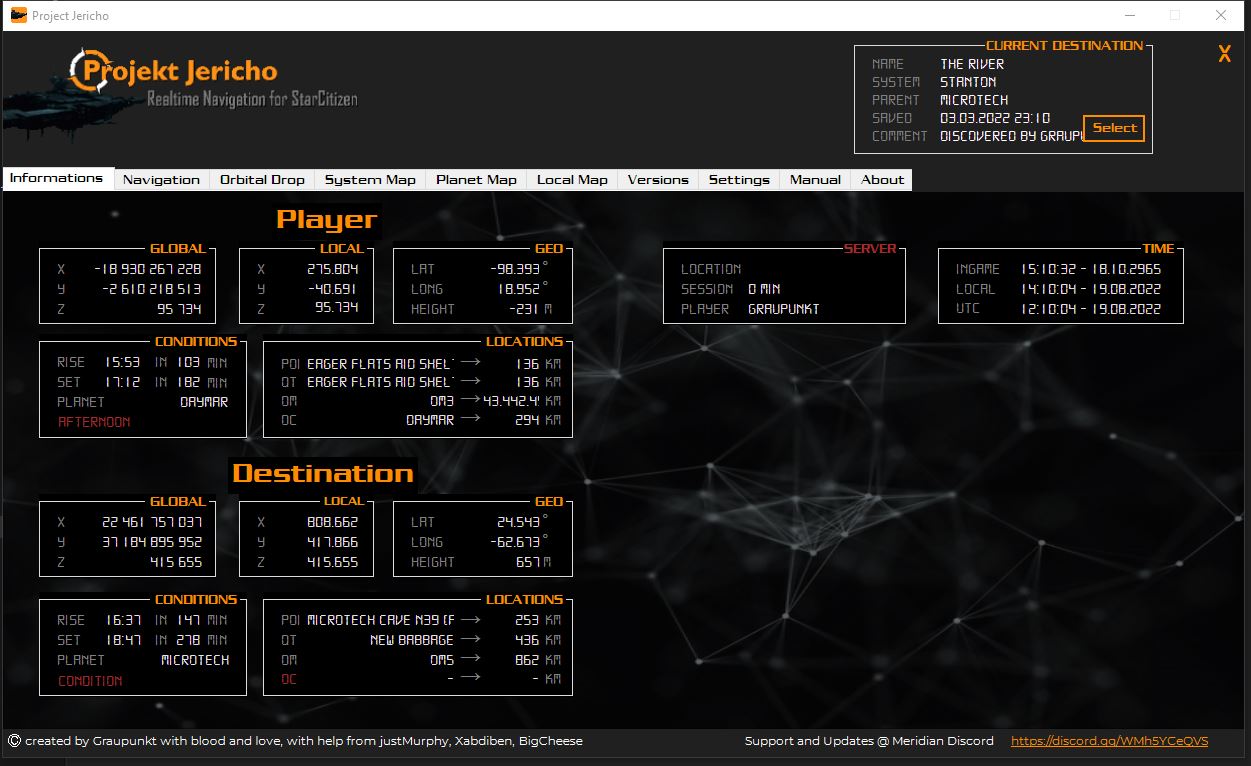 Project Jericho
Projekt Jericho
Realtime Navigation for StarCitizen
CURRENT DESTINATION
NAME THE RIVER
SYSTEM STANTON
PARENT MICROTECH
SAVED 03.03.2022 23:10
COMMENT DISCOVERED BY GRAUP
Select
X
Informations Navigation Orbital Drop System Map Planet Map Local Map Versions Settings Manual About
Player
GLOBAL
X -18 930 267 228
Y -2 610 218 513
Z 95 734
LOCAL
X 275.804
Y -40.691
Z 95.734
GEO
LAT -98.393°
LONG 18.952°
HEIGHT -231 M
SERVER
LOCATION
SESSION 0 MIN
PLAYER GRAUPUNKT
TIME
INGAME 15:10:32 - 18.10.2965
LOCAL 14:10:04 - 19.08.2022
UTC 12:10:04 - 19.08.2022
CONDITIONS
RISE 15:53 IN 103 MIN
SET 17:12 IN 182 MIN
PLANET DAYMAR
AFTERNOON
LOCATIONS
POI EAGER FLATS AID SHEL → 136 KM
QT EAGER FLATS AID SHEL → 136 KM
OM OM3 → 43.442.4 KM
OC DAYMAR → 294 KM
Destination
GLOBAL
X 22 461 757 037
Y 37 184 895 952
Z 415 655
LOCAL
X 808.662
Y 417.866
Z 415.655
GEO
LAT 24.543°
LONG -62.673°
HEIGHT 657 M
CONDITIONS
RISE 16:37 IN 147 MIN
SET 18:47 IN 278 MIN
PLANET MICROTECH
CONDITION
LOCATIONS
POI MICROTECH CAVE N39 (F → 253 KM
QT NEW BABBAGE → 436 KM
OM OM5 → 862 KM
OC - → - KM
© created by Graupunkt with blood and love, with help from justMurphy, Xabdiben, BigCheese
Support and Updates @ Meridian Discord https://discord.gg/WMh5YCeQVS